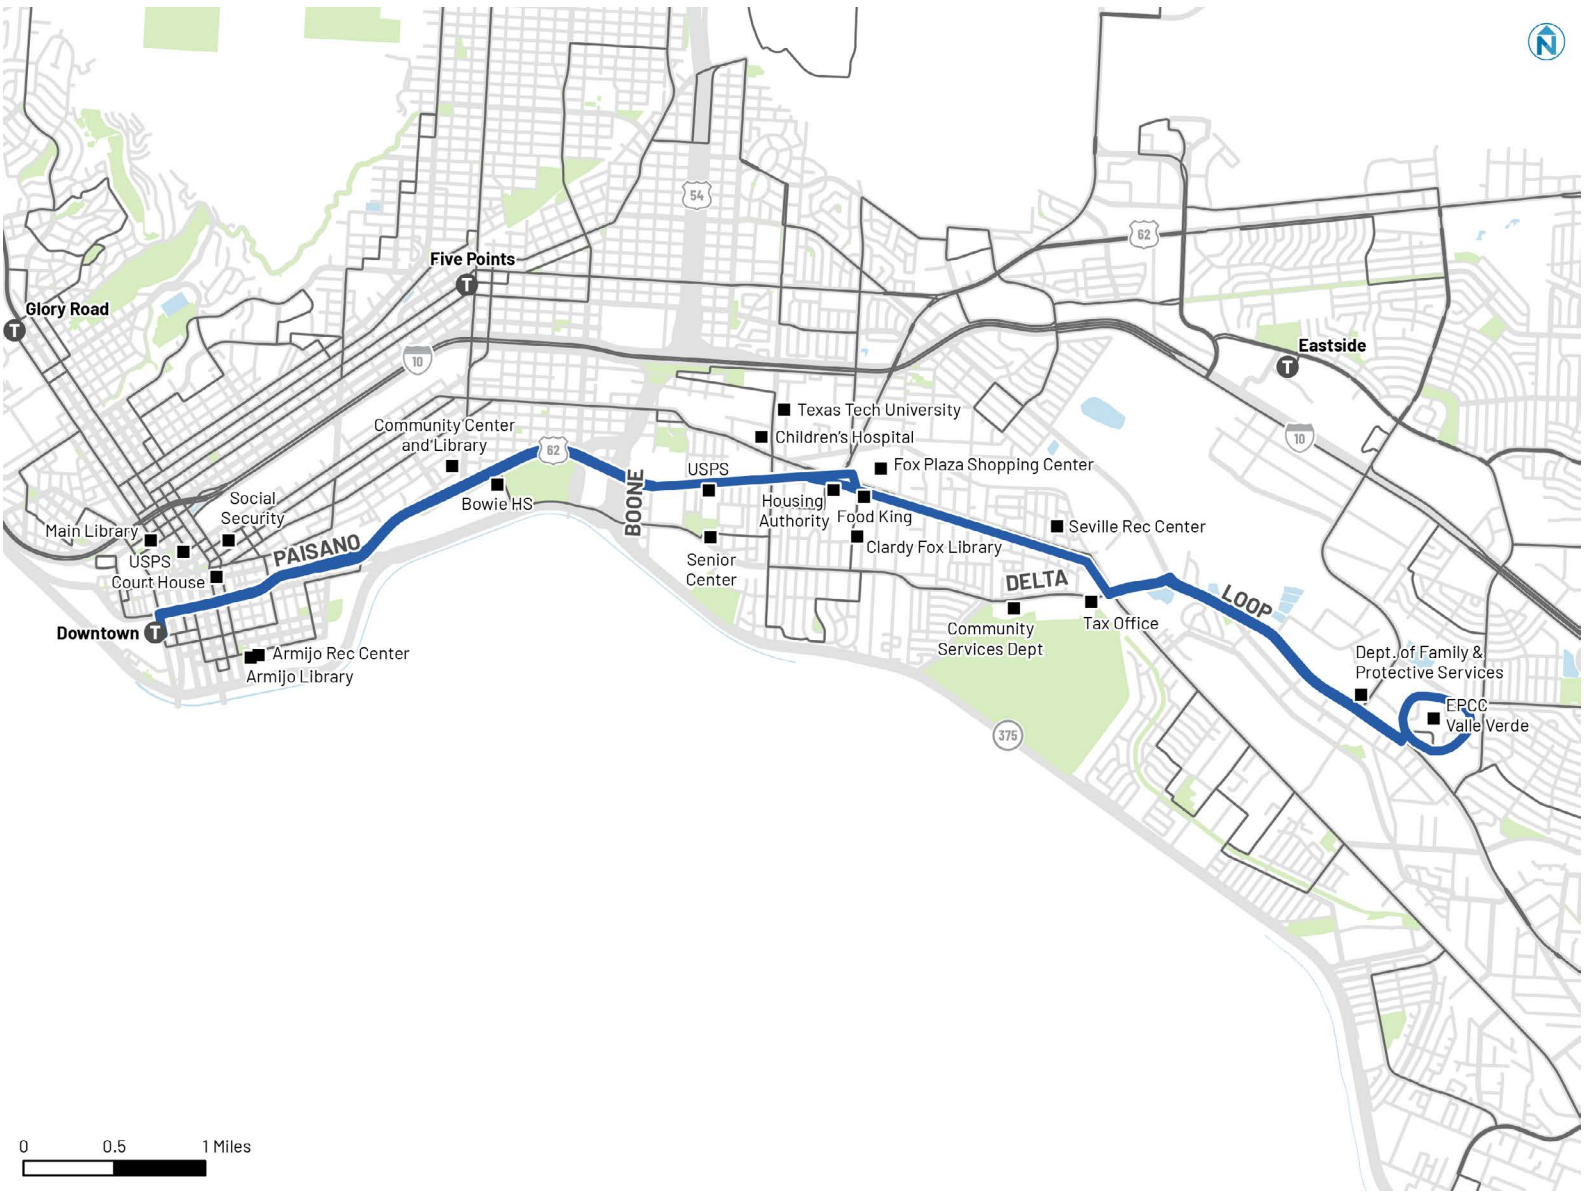 N
54
62
Five Points
T
Glory Road
T
10
Eastside
T
Texas Tech University
Community Center
and Library
Children's Hospital
10
62
Fox Plaza Shopping Center
USPS
BOONE
Bowie HS
Housing
Authority
Food King
Social
Security
Main Library
Seville Rec Center
USPS
PAISANO
Clardy Fox Library
Court House
Senior
Center
DELTA
LOOP
Tax Office
Downtown
T
Community
Services Dept
Armijo Rec Center
Armijo Library
Dept. of Family &
Protective Services
EPCC
Valle Verde
375
0 0.5 1 Miles